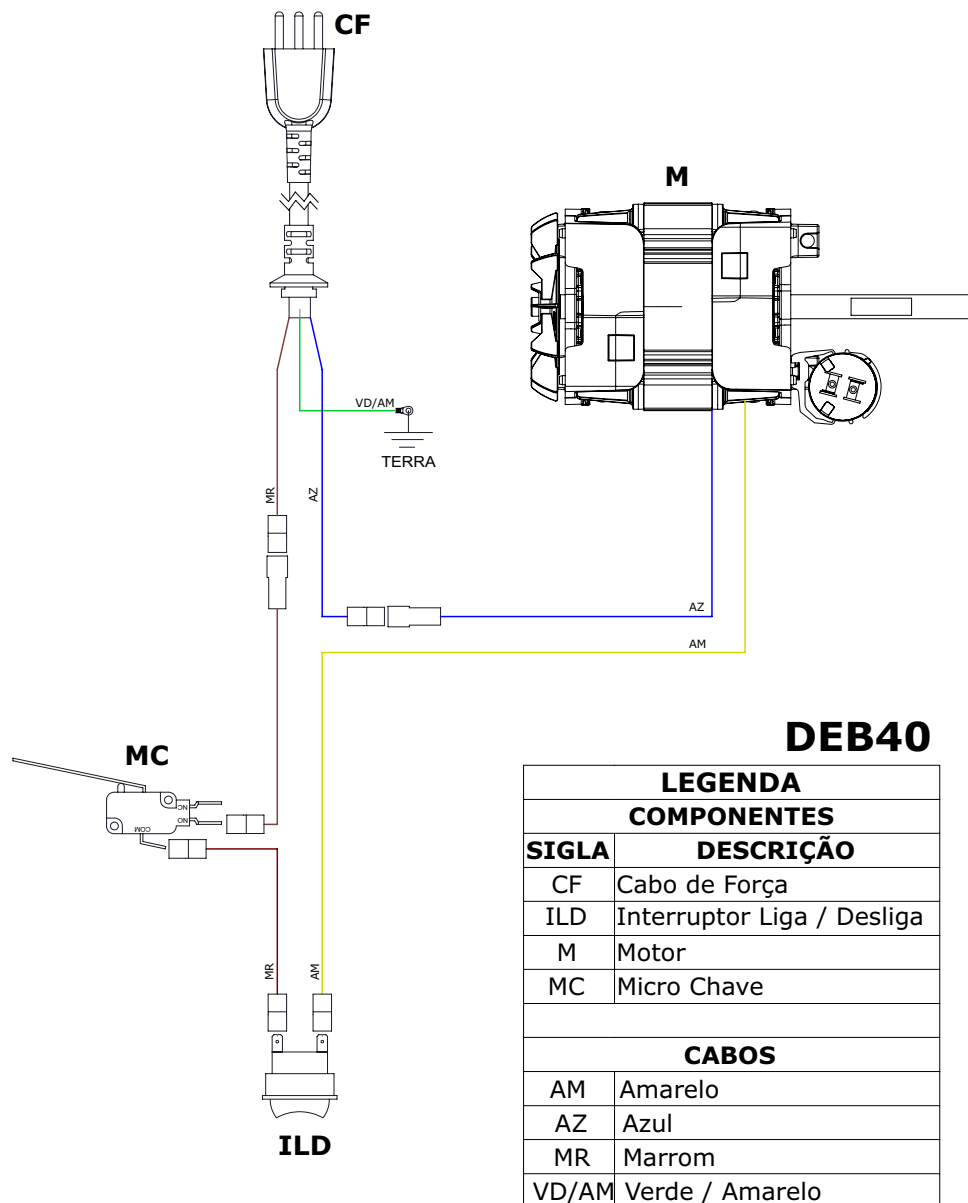 CF
M
VD/AM
TERRA
MR
AZ
AZ
AM
MC
NC
NO
COM
MR
AM
ILD
DEB40
LEGENDA
COMPONENTES
SIGLA DESCRIÇÃO
CF Cabo de Força
ILD Interruptor Liga / Desliga
M Motor
MC Micro Chave
CABOS
AM Amarelo
AZ Azul
MR Marrom
VD/AM Verde / Amarelo